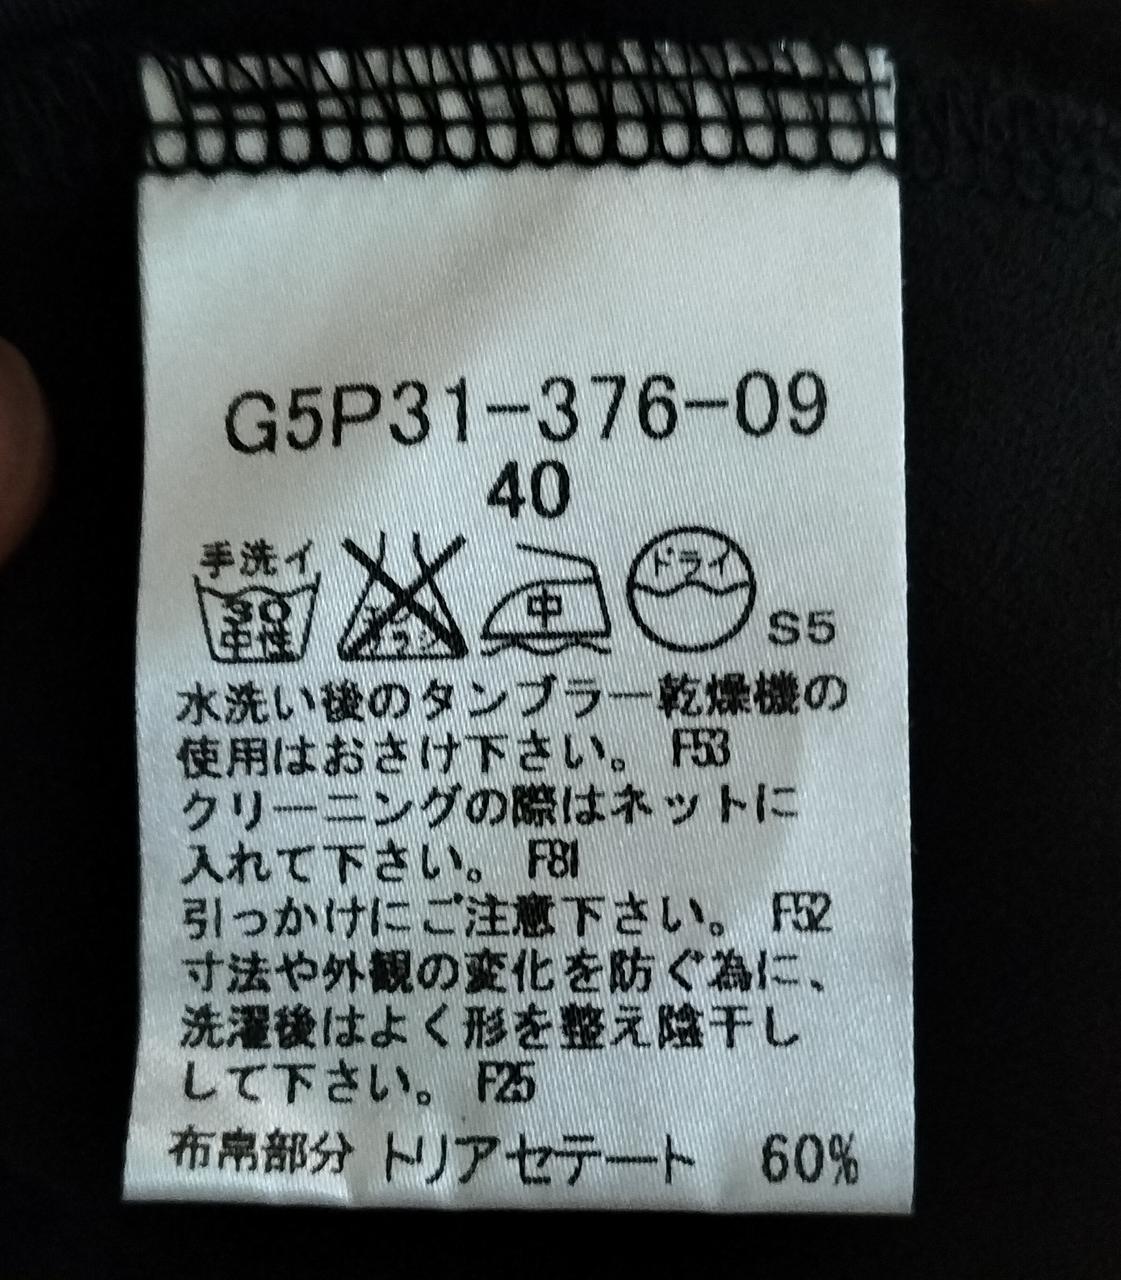 G5P31-376-09
40
手洗イ
30
中性
エンソ
サラシ
中
ドライ
S5
水洗い後のタンブラー乾燥機の
使用はおさけ下さい。 F53
クリーニングの際はネットに
入れて下さい。 F81
引っかけにご注意下さい。 F52
寸法や外観の変化を防ぐ為に、
洗濯後はよく形を整え陰干し
して下さい。 F25
布帛部分 トリアセテート 60%